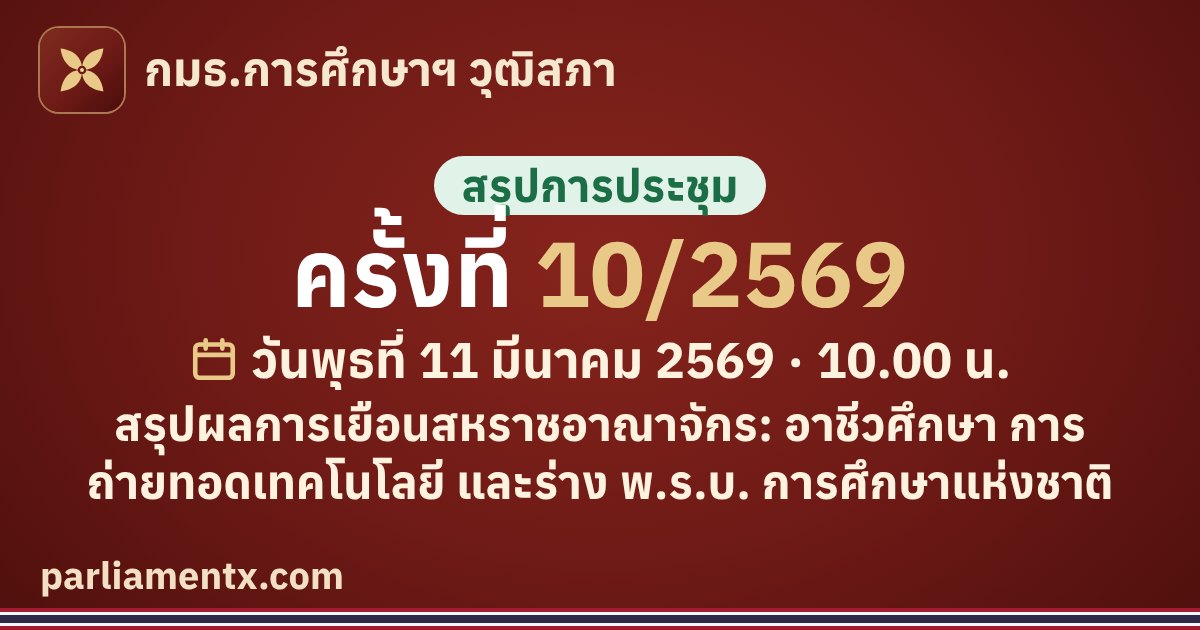 กมธ.การศึกษาฯ วุฒิสภา
สรุปการประชุม
ครั้งที่ 10/2569
วันพุธที่ 11 มีนาคม 2569 · 10.00 น.
สรุปผลการเยือนสหราชอาณาจักร: อาชีวศึกษา การ
ถ่ายทอดเทคโนโลยี และร่าง พ.ร.บ. การศึกษาแห่งชาติ
parliamentx.com